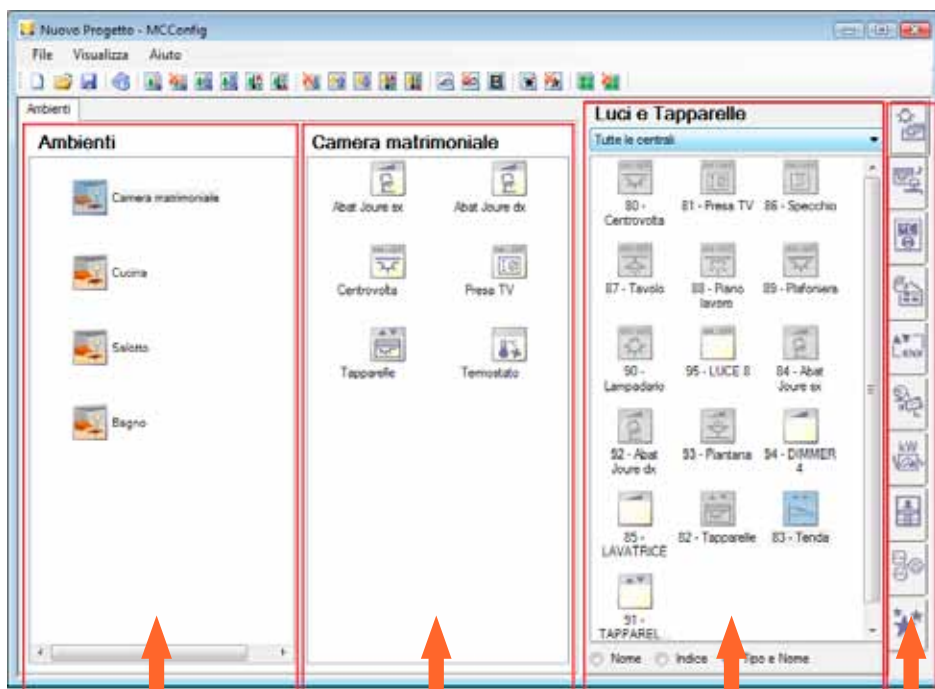 Nuovo Progetto - MCConfig
File Visualizza Aiuto
Ambienti
Ambienti
Camera matrimoniale
Cucina
Salotto
Bagno
Camera matrimoniale
Abat Joure sx
Abat Joure dx
Centrovolta
Presa TV
Tapparelle
Termostato
Luci e Tapparelle
Tutte le centrali
80 -
Centrovolta
81 - Presa TV
86 - Specchio
87 - Tavolo
88 - Piano
lavoro
89 - Plafoniera
90 -
Lampadario
95 - LUCE 8
84 - Abat
Joure sx
92 - Abat
Joure dx
93 - Piantana
94 - DIMMER
4
85 -
LAVATRICE
82 - Tapparelle
83 - Tenda
91 -
TAPPAREL...
Nome
Indice
Tipo e Nome
KNX
kW